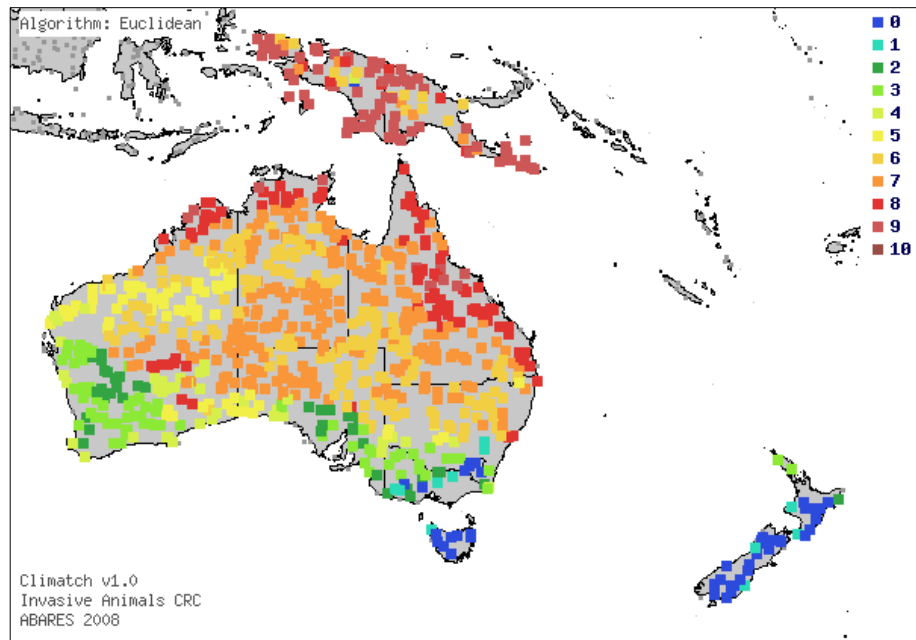 Algorithm: Euclidean
0
1
2
3
4
5
6
7
8
9
10
Climatch v1.0
Invasive Animals CRC
ABARES 2008